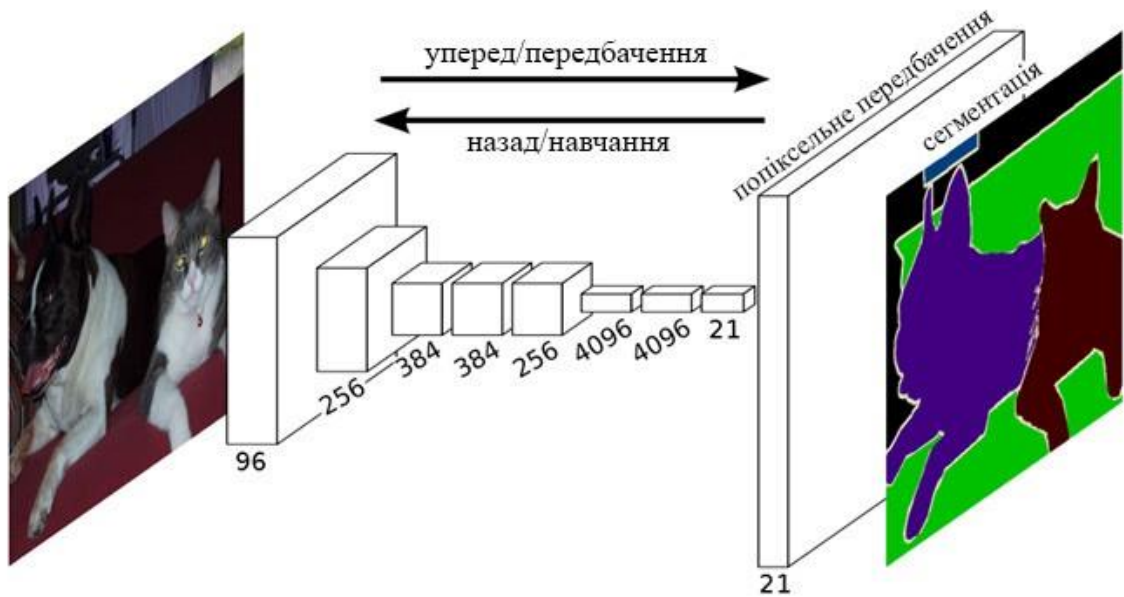 уперед/передбачення
назад/навчання
попіксельне передбачення
сегментація
96
256
384
384
256
4096
4096
21
21